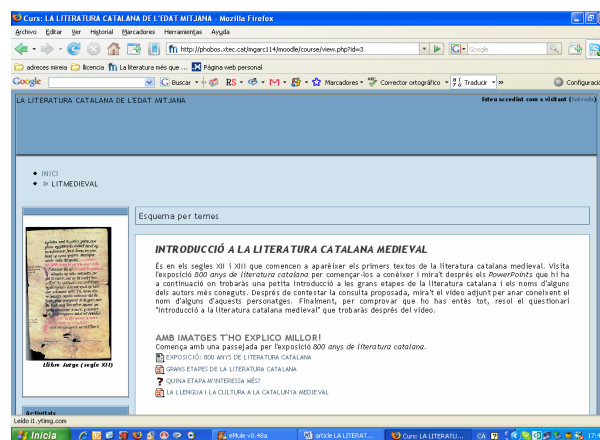 Curs: LA LITERATURA CATALANA DE L'EDAT MITJANA - Mozilla Firefox
Archivo Editar Ver Historial Marcadores Herramientas Ayuda
http://phobos.xtec.cat/mgarc114/moodle/course/view.php?id=3
Google
adreces mireia llicencia La literatura més que ... Página web personal
Google Buscar RS Marcadores Corrector ortográfico Traducir Configuració
LA LITERATURA CATALANA DE L'EDAT MITJANA
Esteu accedint com a visitant (Entrada)
INICI
» LITMEDIEVAL
Esquema per temes
INTRODUCCIÓ A LA LITERATURA CATALANA MEDIEVAL
És en els segles XII i XIII que comencen a aparèixer els primers textos de la literatura catalana medieval. Visita
l'exposició 800 anys de literatura catalana per començar-los a conèixer i mira't després els PowerPoints que hi ha
a continuació on trobaràs una petita introducció a les grans etapes de la literatura catalana i els noms d'alguns
dels autors més coneguts. Després de contestar la consulta proposada, mira't el vídeo adjunt per anar coneixent el
nom d'alguns d'aquests personatges. Finalment, per comprovar que ho has entès tot, resol el qüestionari
"Introducció a la literatura catalana medieval" que trobaràs després del vídeo.
Llibre Jutge (segle XII)
AMB IMATGES T'HO EXPLICO MILLOR!
Comença amb una passejada per l'exposició 800 anys de literatura catalana.
EXPOSICIÓ: 800 ANYS DE LITERATURA CATALANA
GRANS ETAPES DE LA LITERATURA CATALANA
QUINA ETAPA M'INTERESSA MÉS?
LA LLENGUA I LA CULTURA A LA CATALUNYA MEDIEVAL
Activitats
Leído i1.ytimg.com
Inicio
eMule v0.48a
article LA LITERAT...
Curs: LA LITERATU...
CA